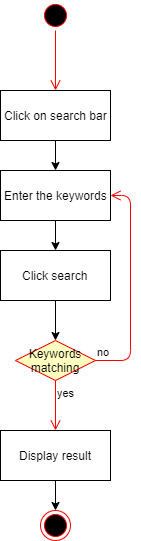 Click on search bar
Enter the keywords
Click search
Keywords
matching
no
yes
Display result